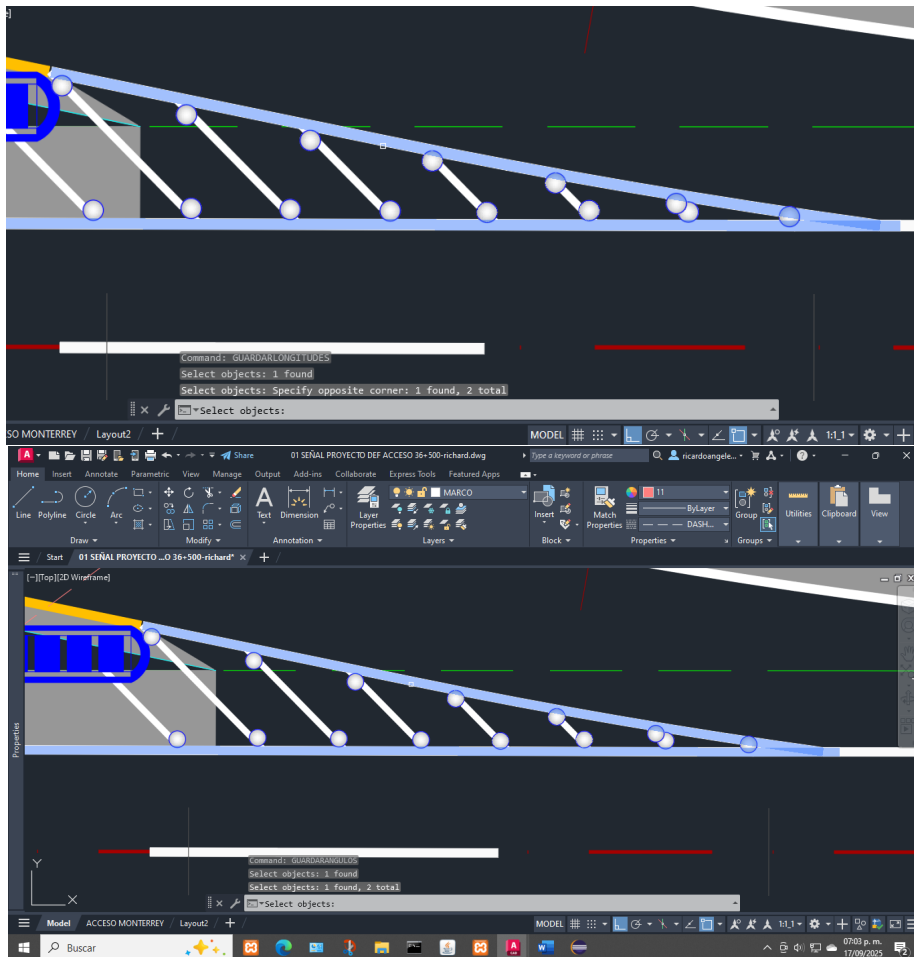 ]
Command: GUARDARLONGITUDES
Select objects: 1 found
Select objects: Specify opposite corner: 1 found, 2 total
Select objects:
SO MONTERREY / Layout2 / +
MODEL 1:1_1
A Share 01 SEÑAL PROYECTO DEF ACCESO 36+500-richard.dwg Type a keyword or phrase ricardoangele...
Home Insert Annotate Parametric View Manage Output Add-ins Collaborate Express Tools Featured Apps
MARCO 11
ByLayer
DASH...
Line Polyline Circle Arc Text Dimension Layer Properties Insert Match Properties Group Utilities Clipboard View
Draw Modify Annotation Layers Block Properties Groups
Start 01 SEÑAL PROYECTO ...O 36+500-richard* × +
[-][Top][2D Wireframe]
Properties
Command: GUARDARANGULOS
Select objects: 1 found
Select objects: 1 found, 2 total
Y
X
Select objects:
Model ACCESO MONTERREY / Layout2 / +
MODEL 1:1_1
Buscar
07:03 p. m.
17/09/2025